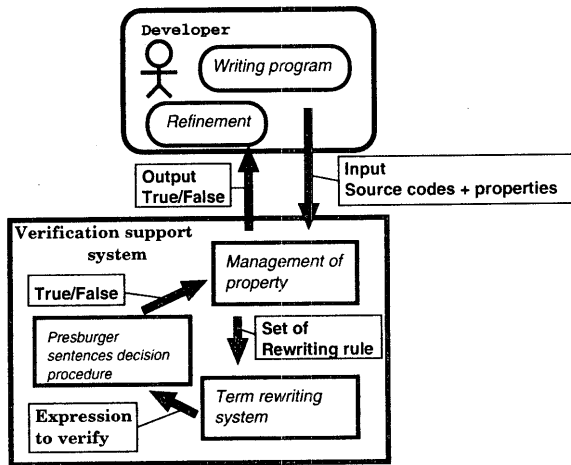 Developer
Writing program
Refinement
Output
True/False
Input
Source codes + properties
Verification support
system
Management of
property
True/False
Set of
Rewriting rule
Presburger
sentences decision
procedure
Term rewriting
system
Expression
to verify